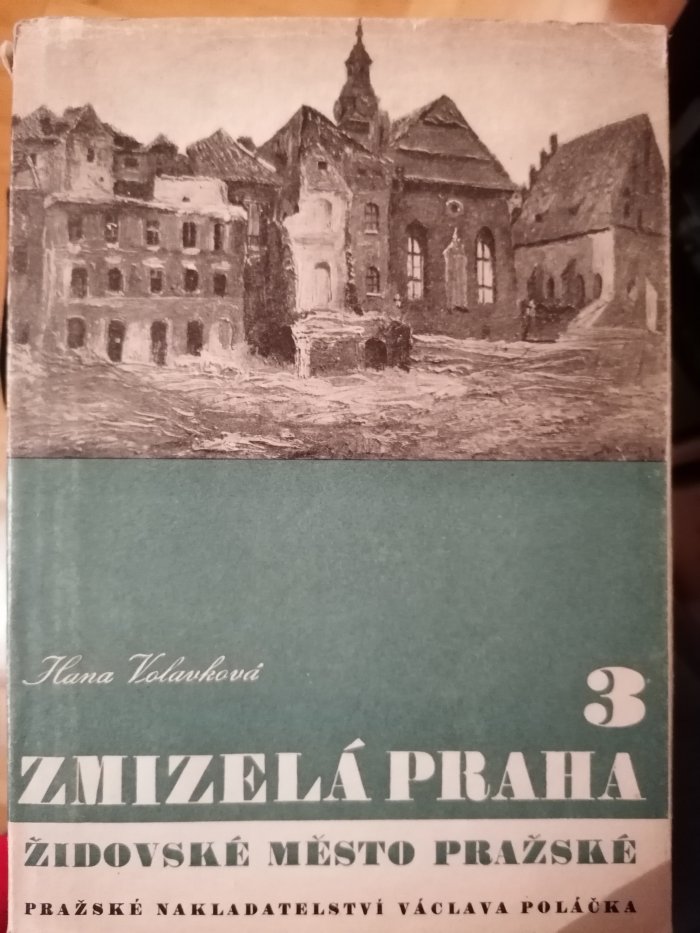 Hana Volavková
3
ZMIZELÁ PRAHA
ŽIDOVSKÉ MĚSTO PRAŽSKÉ
PRAŽSKÉ NAKLADATELSTVÍ VÁCLAVA POLÁČKA